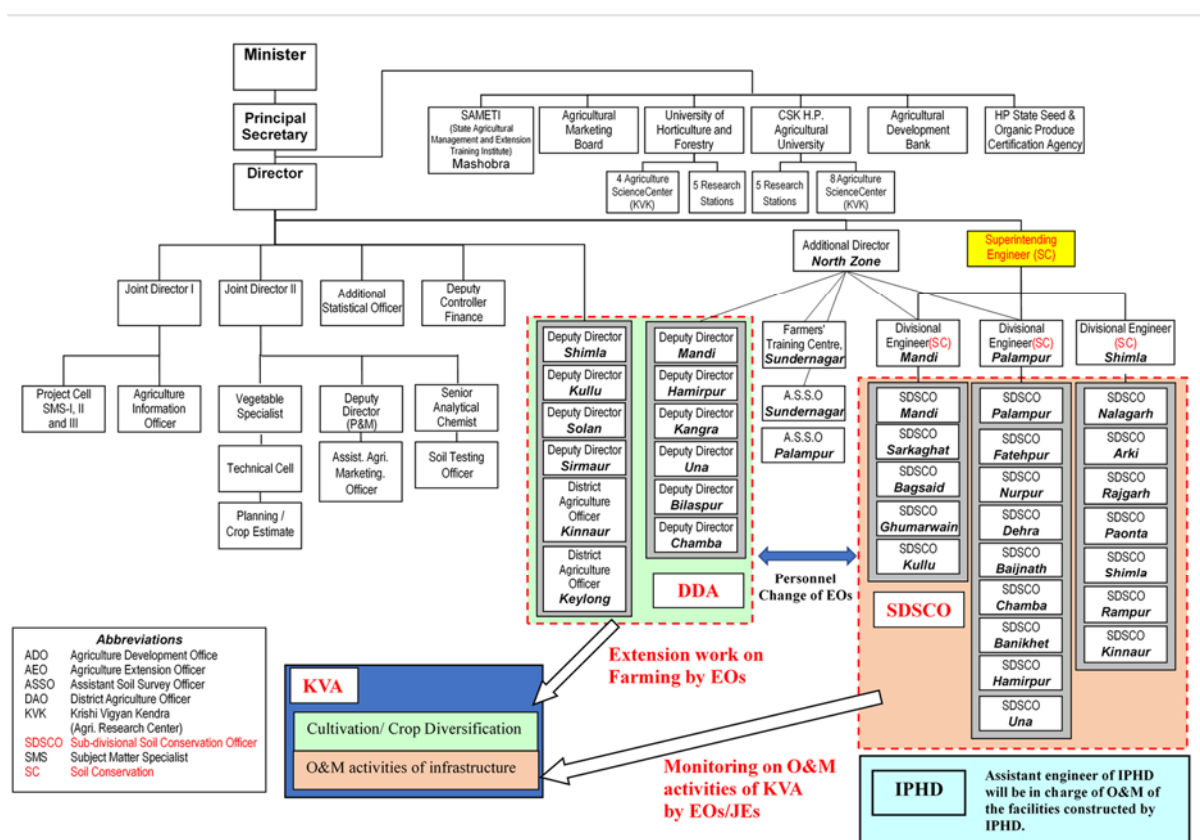 Minister
Principal
Secretary
Director
SAMETI
(State Agricultural
Management and Extension
Training Institute)
Mashobra
Agricultural
Marketing
Board
University of
Horticulture and
Forestry
CSK H.P.
Agricultural
University
Agricultural
Development
Bank
HP State Seed &
Organic Produce
Certification Agency
4 Agriculture
ScienceCenter
(KVK)
5 Research
Stations
5 Research
Stations
8 Agriculture
ScienceCenter
(KVK)
Additional Director
North Zone
Superintending
Engineer (SC)
Joint Director I
Joint Director II
Additional
Statistical Officer
Deputy
Controller
Finance
Project Cell
SMS-I, II
and III
Agriculture
Information
Officer
Vegetable
Specialist
Deputy
Director
(P&M)
Senior
Analytical
Chemist
Technical Cell
Assist. Agri.
Marketing.
Officer
Soil Testing
Officer
Planning /
Crop Estimate
Deputy Director
Shimla
Deputy Director
Kullu
Deputy Director
Solan
Deputy Director
Sirmaur
District
Agriculture
Officer
Kinnaur
District
Agriculture
Officer
Keylong
Deputy Director
Mandi
Deputy Director
Hamirpur
Deputy Director
Kangra
Deputy Director
Una
Deputy Director
Bilaspur
Deputy Director
Chamba
DDA
Farmers'
Training Centre,
Sundernagar
A.S.S.O
Sundernagar
A.S.S.O
Palampur
Divisional
Engineer(SC)
Mandi
Divisional
Engineer(SC)
Palampur
Divisional Engineer
(SC)
Shimla
SDSCO
Mandi
SDSCO
Sarkaghat
SDSCO
Bagsaid
SDSCO
Ghumarwain
SDSCO
Kullu
SDSCO
SDSCO
Palampur
SDSCO
Fatehpur
SDSCO
Nurpur
SDSCO
Dehra
SDSCO
Baijnath
SDSCO
Chamba
SDSCO
Banikhet
SDSCO
Hamirpur
SDSCO
Una
SDSCO
Nalagarh
SDSCO
Arki
SDSCO
Rajgarh
SDSCO
Paonta
SDSCO
Shimla
SDSCO
Rampur
SDSCO
Kinnaur
Personnel
Change of EOs
Abbreviations
ADO Agriculture Development Office
AEO Agriculture Extension Officer
ASSO Assistant Soil Survey Officer
DAO District Agriculture Officer
KVK Krishi Vigyan Kendra
(Agri. Research Center)
SDSCO Sub-divisional Soil Conservation Officer
SMS Subject Matter Specialist
SC Soil Conservation
KVA
Cultivation/ Crop Diversification
O&M activities of infrastructure
Extension work on
Farming by EOs
Monitoring on O&M
activities of KVA
by EOs/JEs
IPHD
Assistant engineer of IPHD
will be in charge of O&M of
the facilities constructed by
IPHD.